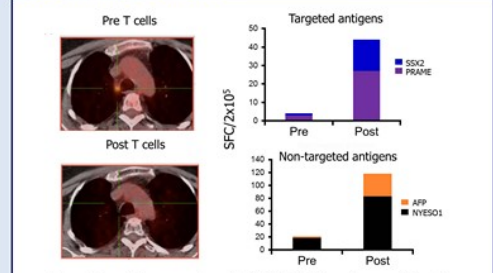 Pre T cells
Post T cells
SFC/2x10⁵
Targeted antigens
50
40
30
20
10
0
Pre
Post
SSX2
PRAME
Non-targeted antigens
140
120
100
80
60
40
20
0
Pre
Post
AFP
NYESO1